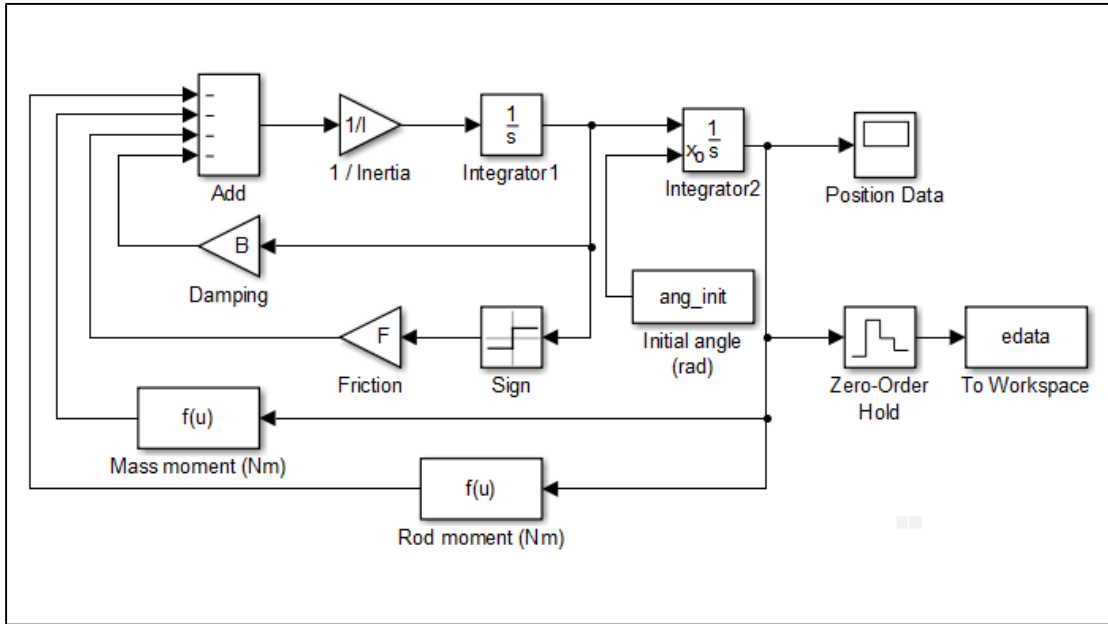 −
−
−
−
Add
1/I
1 / Inertia
1
s
Integrator1
1
x0 s
Integrator2
Position Data
B
Damping
ang_init
Initial angle
(rad)
F
Friction
Sign
Zero-Order
Hold
edata
To Workspace
f(u)
Mass moment (Nm)
f(u)
Rod moment (Nm)